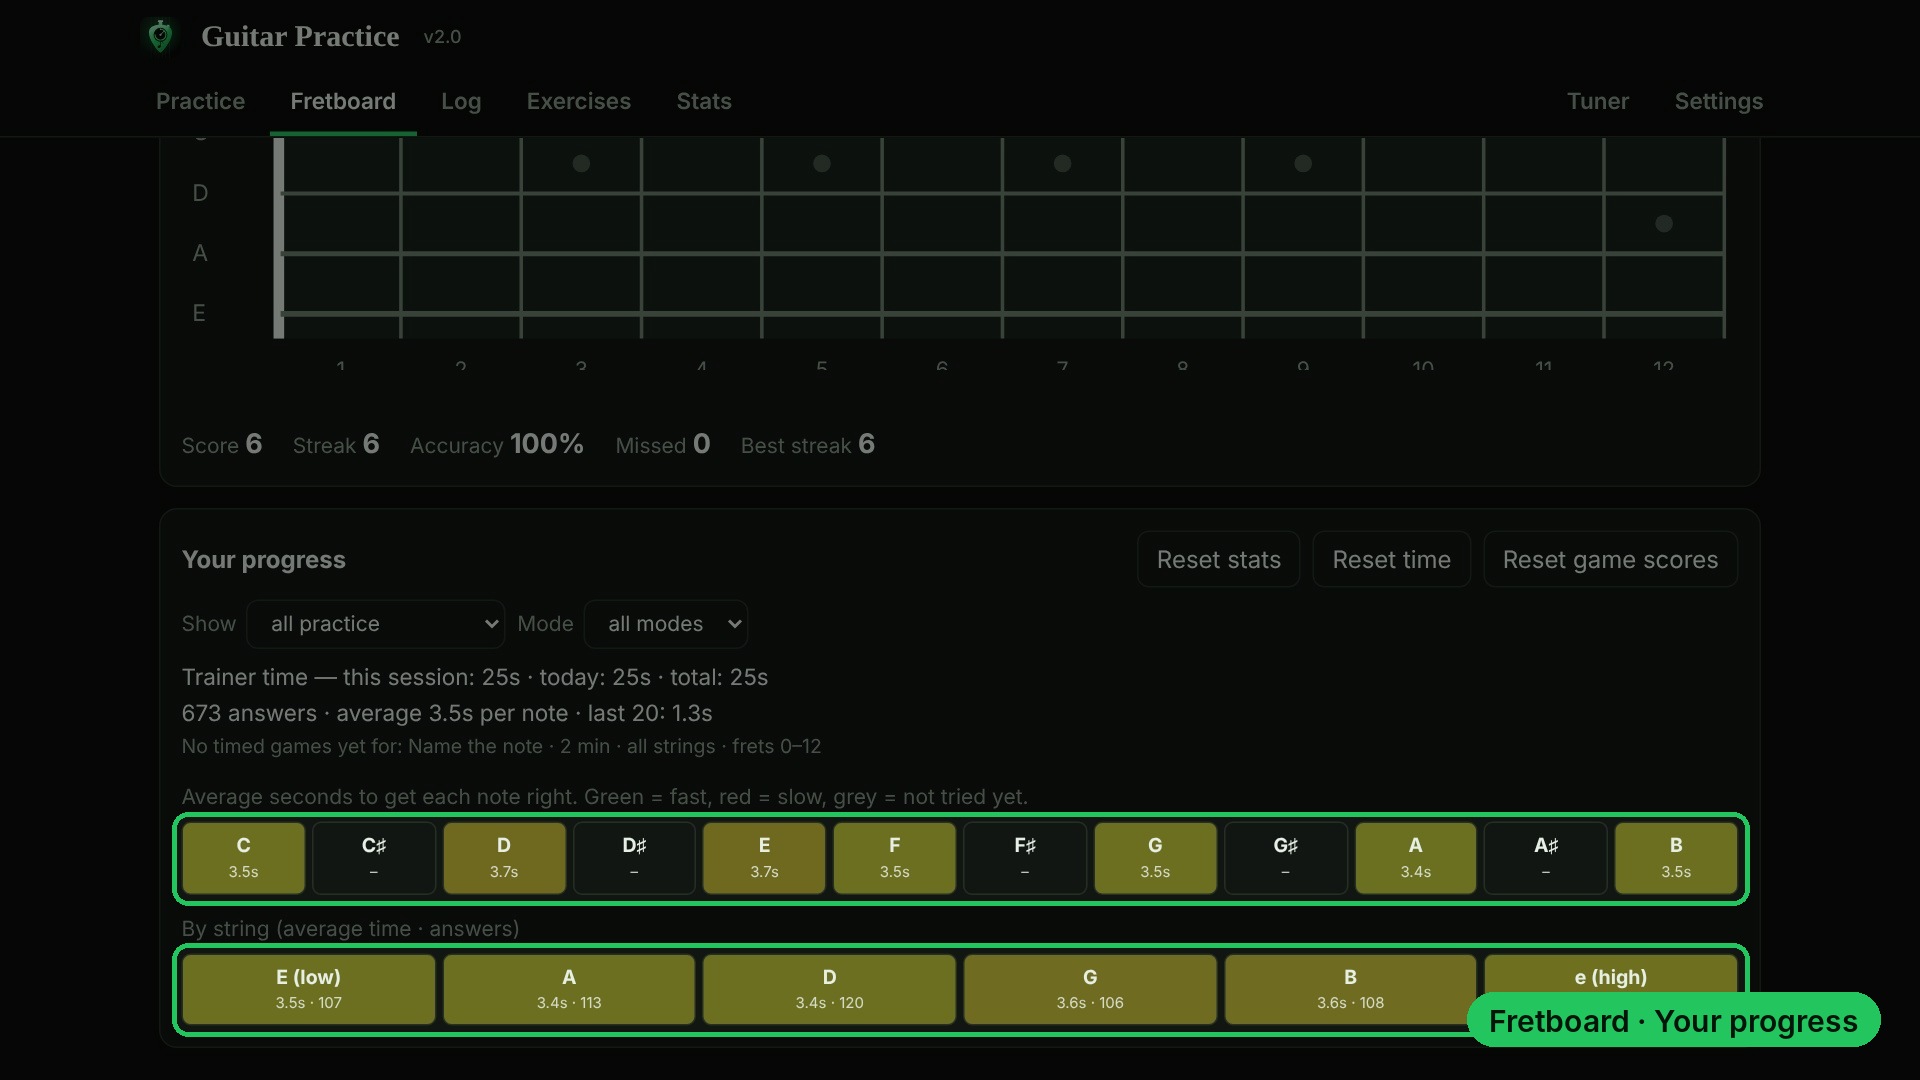 Guitar Practice v2.0
Practice Fretboard Log Exercises Stats Tuner Settings
D
A
E
1 2 3 4 5 6 7 8 9 10 11 12
Score 6 Streak 6 Accuracy 100% Missed 0 Best streak 6
Your progress Reset stats Reset time Reset game scores
Show all practice Mode all modes
Trainer time — this session: 25s · today: 25s · total: 25s
673 answers · average 3.5s per note · last 20: 1.3s
No timed games yet for: Name the note · 2 min · all strings · frets 0–12
Average seconds to get each note right. Green = fast, red = slow, grey = not tried yet.
C C♯ D D♯ E F F♯ G G♯ A A♯ B
3.5s – 3.7s – 3.7s 3.5s – 3.5s – 3.4s – 3.5s
By string (average time · answers)
E (low) A D G B e (high)
3.5s · 107 3.4s · 113 3.4s · 120 3.6s · 106 3.6s · 108
Fretboard · Your progress